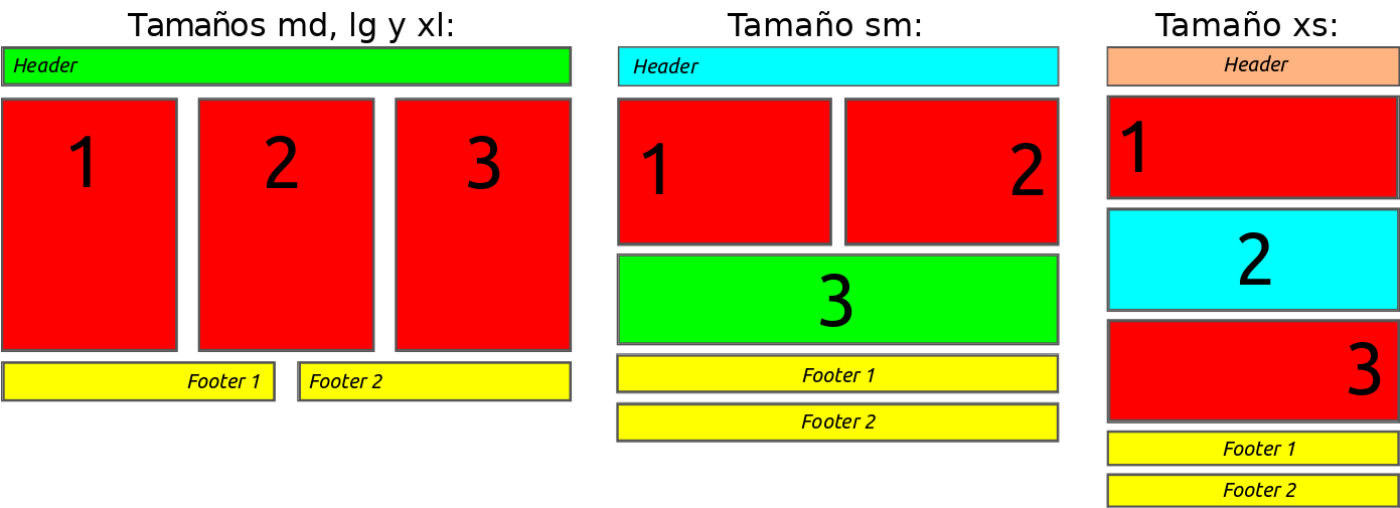 Tamaños md, lg y xl:
Header
1
2
3
Footer 1
Footer 2
Tamaño sm:
Header
1
2
3
Footer 1
Footer 2
Tamaño xs:
Header
1
2
3
Footer 1
Footer 2